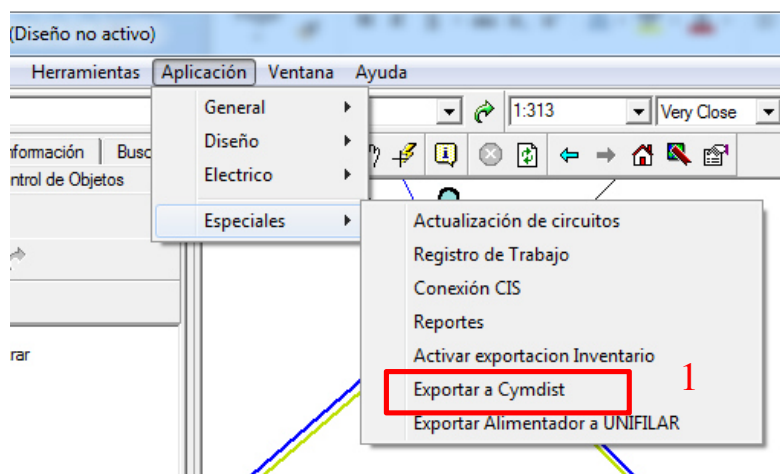 (Diseño no activo)
Herramientas Aplicación Ventana Ayuda
General
1:313
Very Close
Diseño
nformación
Busc
Electrico
ntrol de Objetos
Especiales
Actualización de circuitos
Registro de Trabajo
Conexión CIS
Reportes
rar
Activar exportacion Inventario
Exportar a Cymdist
1
Exportar Alimentador a UNIFILAR